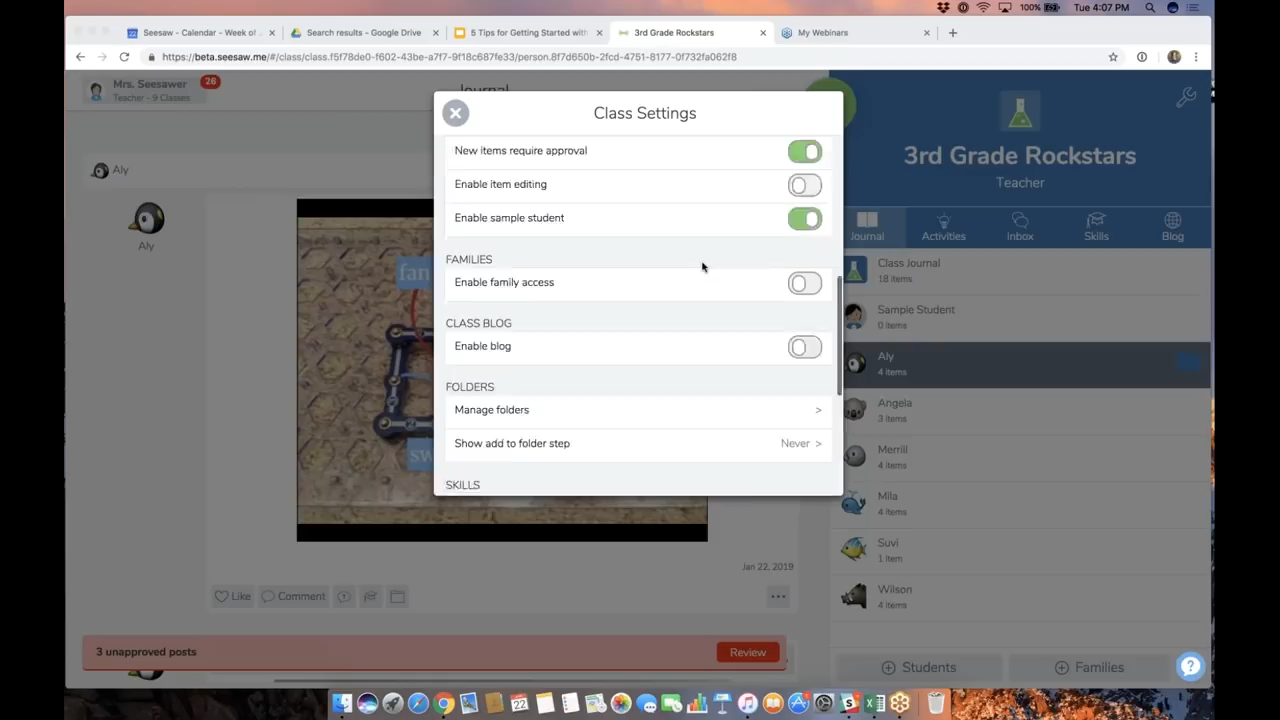 100%
Tue 4:07 PM
Seesaw - Calendar - Week of
Search results - Google Drive
5 Tips for Getting Started with
3rd Grade Rockstars
My Webinars
https://beta.seesaw.me/#/class/class.f5f78de0-f602-43be-a7f7-9f18c687fe33/person.8f7d650b-2fcd-4751-8177-0f732fa062f8
Mrs. Seesawer
26
Teacher - 9 Classes
Journal
Aly
Aly
fan
sw
Jan 22, 2019
Like
Comment
3 unapproved posts
Review
Class Settings
New items require approval
Enable item editing
Enable sample student
FAMILIES
Enable family access
CLASS BLOG
Enable blog
FOLDERS
Manage folders >
Show add to folder step Never >
SKILLS
3rd Grade Rockstars
Teacher
Journal
Activities
Inbox
Skills
Blog
Class Journal
18 items
Sample Student
0 items
Aly
4 items
Angela
3 items
Merrill
4 items
Mila
4 items
Suvi
1 item
Wilson
4 items
Students
Families
?
22